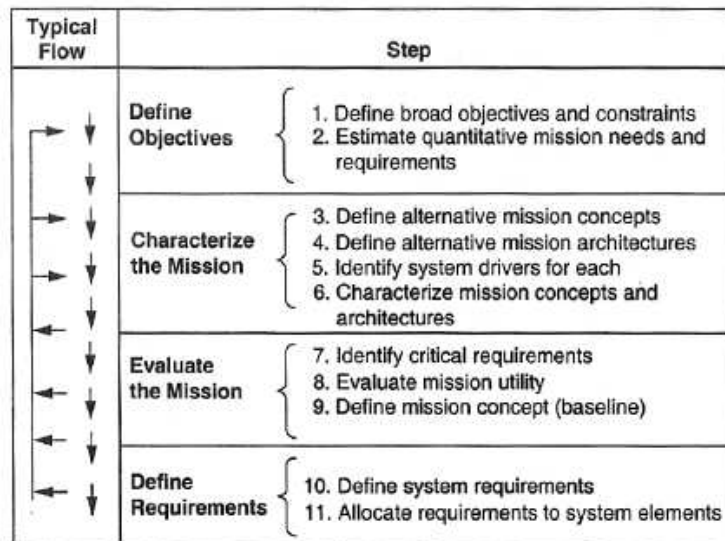 Typical
Flow
Step
Define
Objectives
1. Define broad objectives and constraints
2. Estimate quantitative mission needs and
requirements
Characterize
the Mission
3. Define alternative mission concepts
4. Define alternative mission architectures
5. Identify system drivers for each
6. Characterize mission concepts and
architectures
Evaluate
the Mission
7. Identify critical requirements
8. Evaluate mission utility
9. Define mission concept (baseline)
Define
Requirements
10. Define system requirements
11. Allocate requirements to system elements